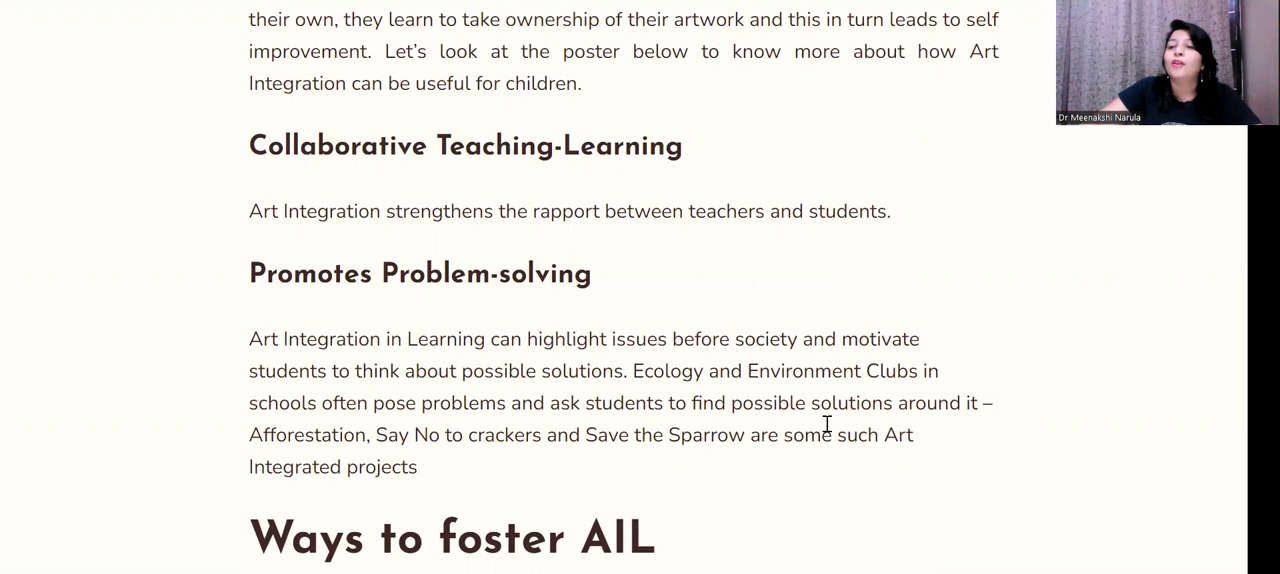 their own, they learn to take ownership of their artwork and this in turn leads to self
improvement. Let’s look at the poster below to know more about how Art
Integration can be useful for children.
Collaborative Teaching-Learning
Art Integration strengthens the rapport between teachers and students.
Promotes Problem-solving
Art Integration in Learning can highlight issues before society and motivate
students to think about possible solutions. Ecology and Environment Clubs in
schools often pose problems and ask students to find possible solutions around it –
Afforestation, Say No to crackers and Save the Sparrow are some such Art
Integrated projects
Ways to foster AIL
Dr Meenakshi Narula